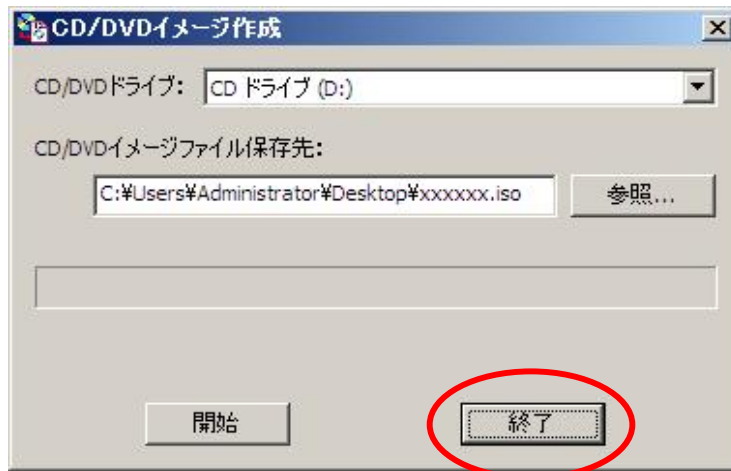 CD/DVDイメージ作成
CD/DVDドライブ: CD ドライブ (D:)
CD/DVDイメージファイル保存先:
C:¥Users¥Administrator¥Desktop¥xxxxxx.iso 参照...
開始 終了